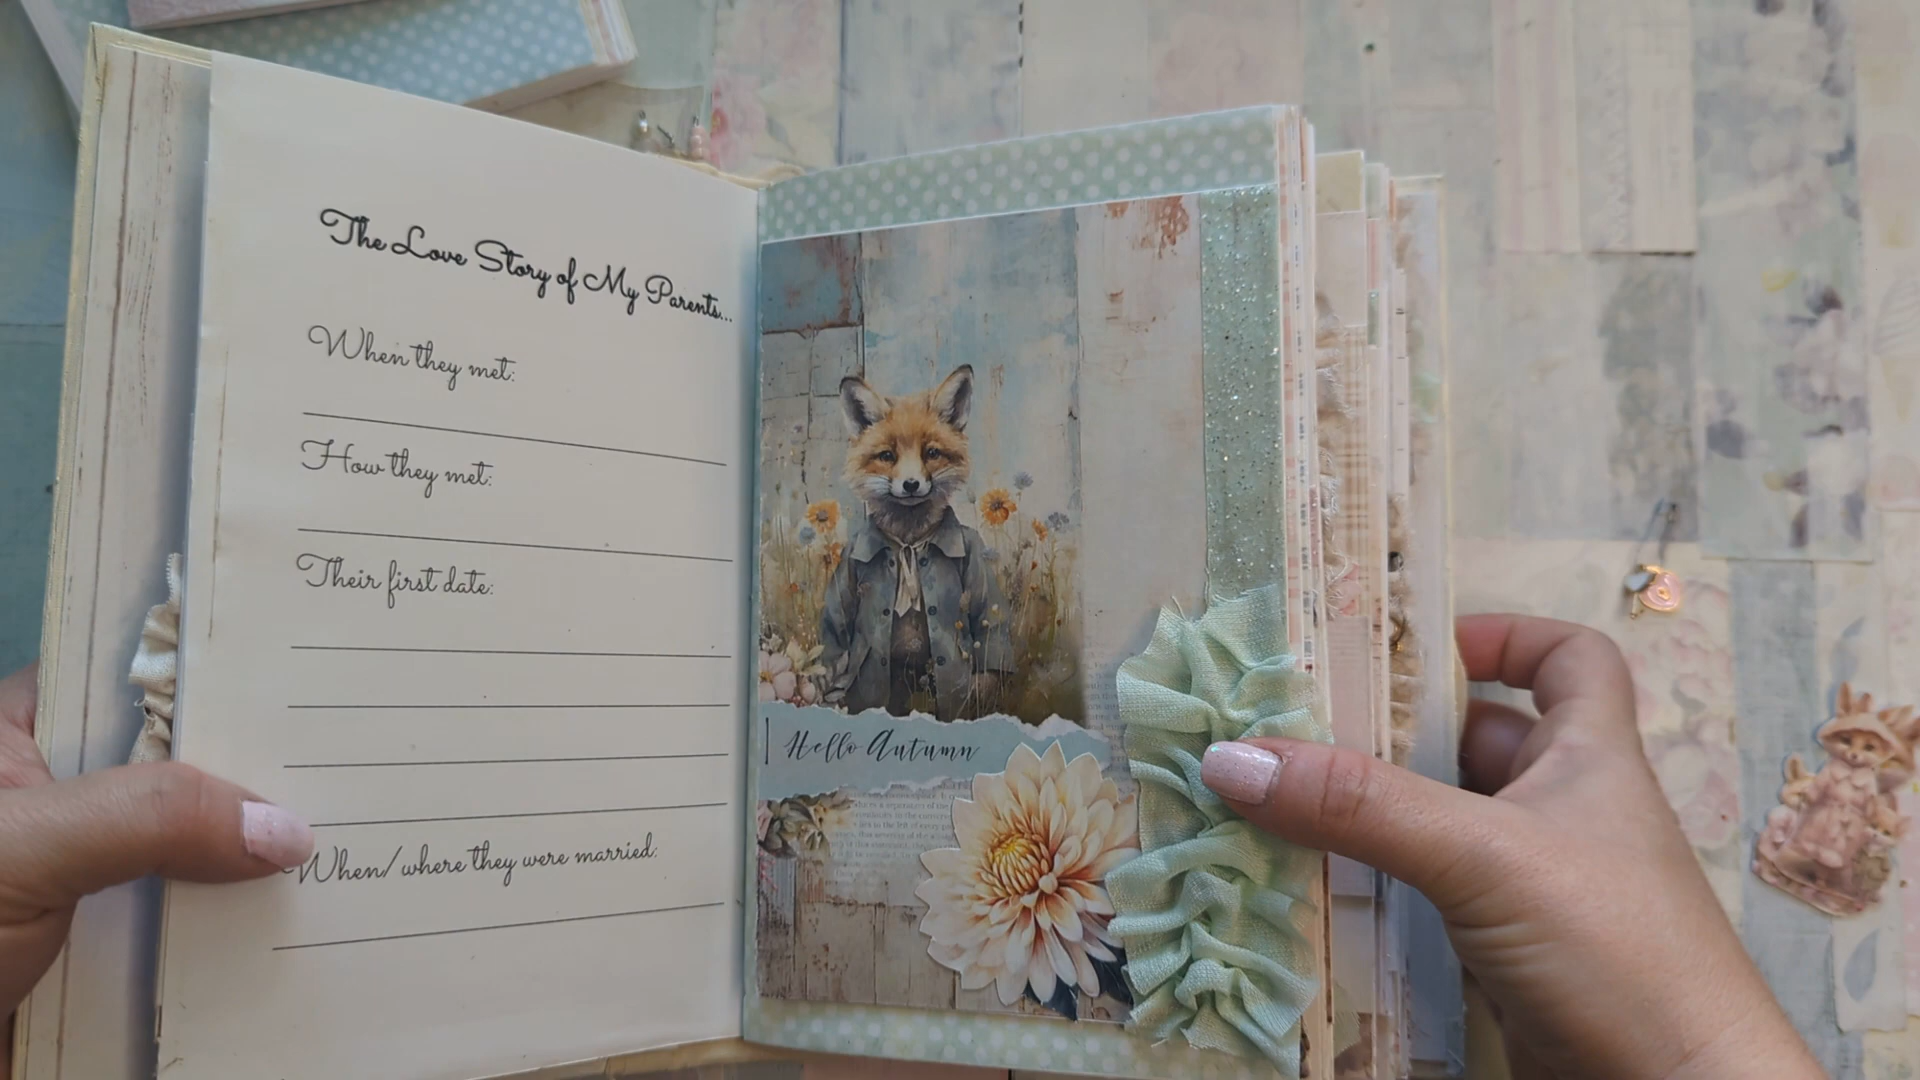 The Love Story of My Parents...
When they met:
How they met:
Their first date:
When/where they were married:
Hello Autumn